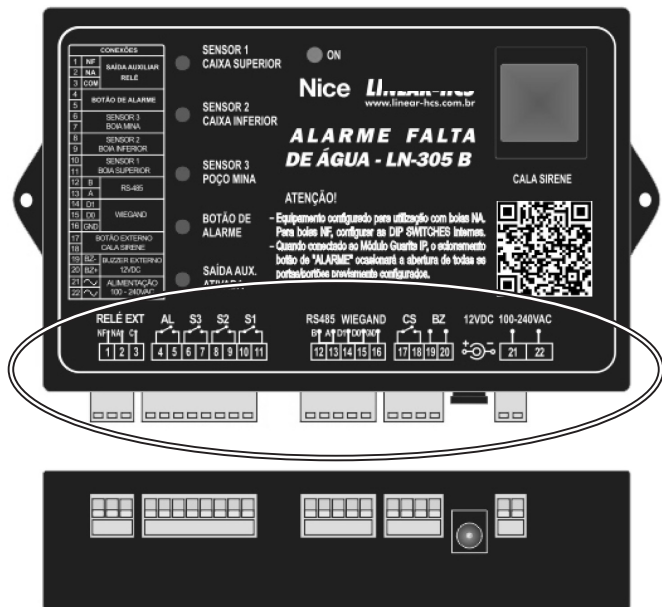 CONEXÕES
1 NF
2 NA
3 COM
SAÍDA AUXILIAR
RELÉ
4
5
BOTÃO DE ALARME
6
7
SENSOR 3
BOIA MINA
8
9
SENSOR 2
BOIA INFERIOR
10
11
SENSOR 1
BOIA SUPERIOR
12 B
13 A
RS-485
14 D1
15 D0
16 GND
WIEGAND
17
18
BOTÃO EXTERNO
CALA SIRENE
19 BZ-
20 BZ+
BUZZER EXTERNO
12VDC
21
22
ALIMENTAÇÃO
100 - 240VAC
SENSOR 1
CAIXA SUPERIOR
SENSOR 2
CAIXA INFERIOR
SENSOR 3
POÇO MINA
BOTÃO DE
ALARME
SAÍDA AUX.
ATIVADA
ON
Nice LINEAR-HCS
www.linear-hcs.com.br
ALARME FALTA
DE ÁGUA - LN-305 B
ATENÇÃO!
- Equipamento configurado para utilização com boias NA.
Para boias NF, configurar as DIP SWITCHES internas.
- Quando conectado ao Módulo Guarita IP, o acionamento
botão de "ALARME" ocasionará a abertura de todas as
portas/portões previamente configurados.
CALA SIRENE
RELÉ EXT AL S3 S2 S1 RS485 WIEGAND CS BZ 12VDC 100-240VAC
NF NA C B A D1 D0 GND + -
1 2 3 4 5 6 7 8 9 10 11 12 13 14 15 16 17 18 19 20 21 22